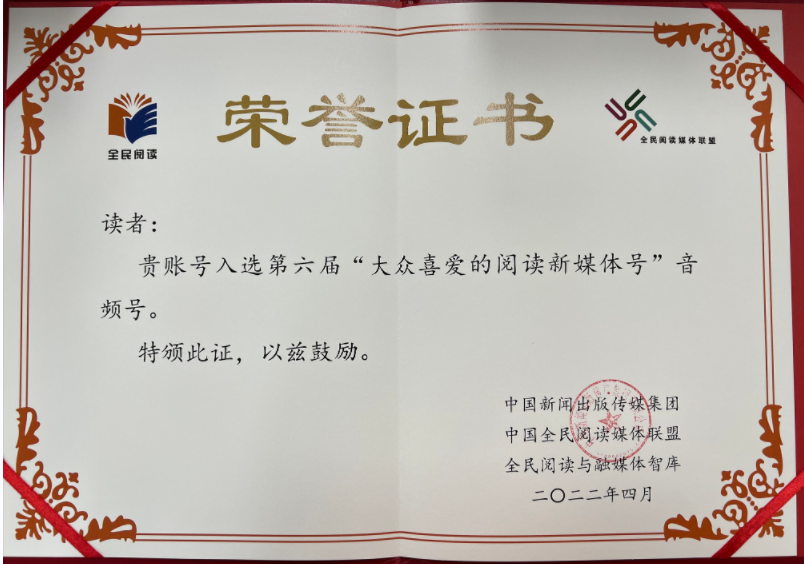 荣誉证书
全民阅读
全民阅读媒体联盟
读者：
贵账号入选第六届“大众喜爱的阅读新媒体号”音
频号。
特颁此证，以兹鼓励。
中国新闻出版传媒集团
中国全民阅读媒体联盟
全民阅读与融媒体智库
二〇二二年四月